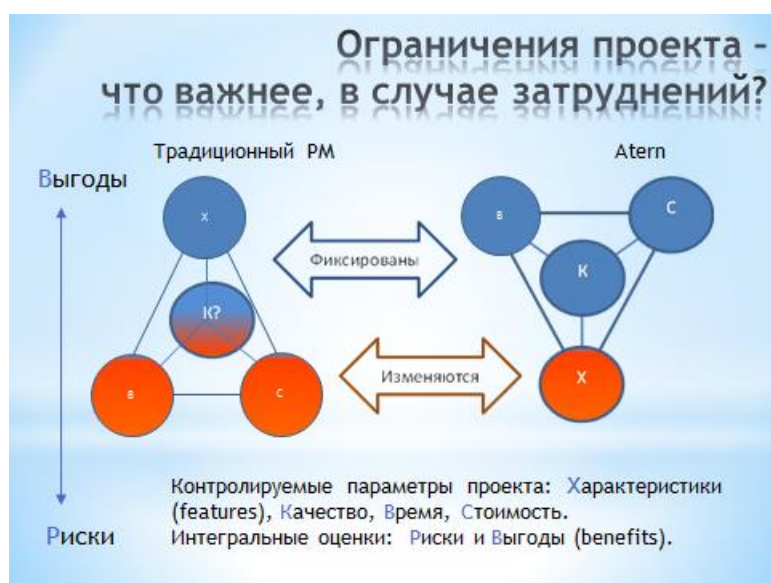 Ограничения проекта –
что важнее, в случае затруднений?
Традиционный PM
Atern
Выгоды
Х
В
С
Фиксированы
К
К?
Изменяются
Х
В
С
Контролируемые параметры проекта: Характеристики
(features), Качество, Время, Стоимость.
Риски
Интегральные оценки: Риски и Выгоды (benefits).